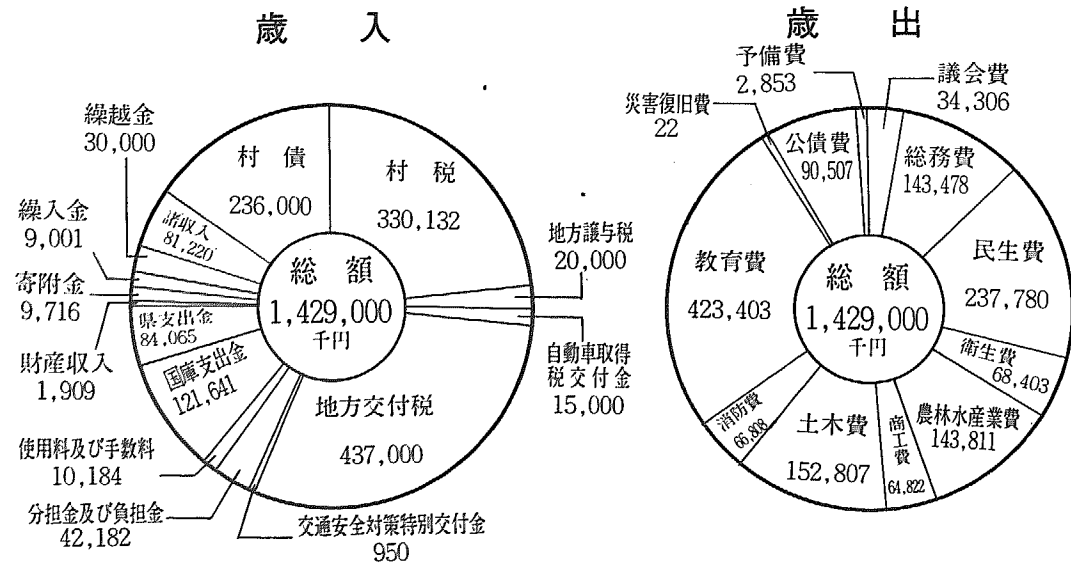 歳入
村税
330,132
地方譲与税
20,000
自動車取得
税交付金
15,000
地方交付税
437,000
交通安全対策特別交付金
950
分担金及び負担金
42,182
使用料及び手数料
10,184
国庫支出金
121,641
県支出金
84,065
財産収入
1,909
寄附金
9,716
繰入金
9,001
繰越金
30,000
諸収入
81,220
村債
236,000
総額
1,429,000
千円
歳出
議会費
34,306
総務費
143,478
民生費
237,780
衛生費
68,403
農林水産業費
143,811
商工費
64,822
土木費
152,807
消防費
66,808
教育費
423,403
災害復旧費
22
公債費
90,507
予備費
2,853
総額
1,429,000
千円